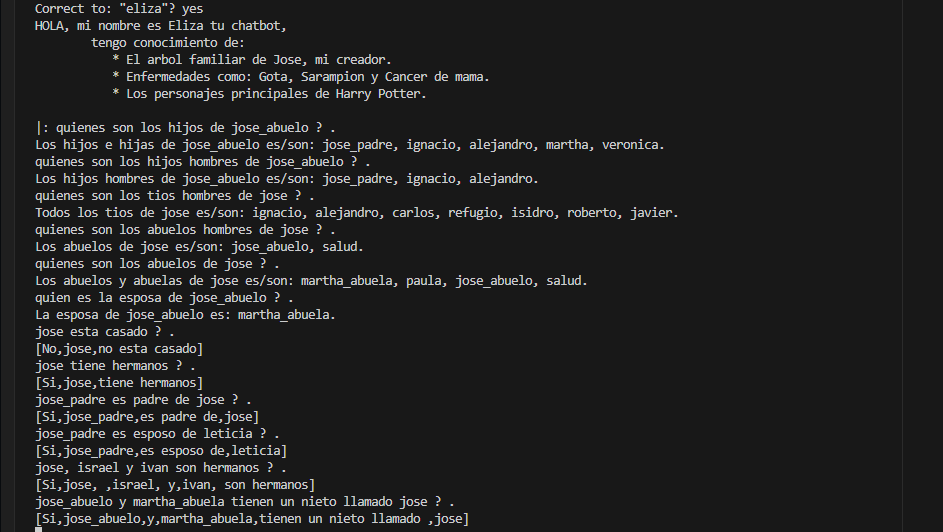 Correct to: "eliza"? yes
HOLA, mi nombre es Eliza tu chatbot,
tengo conocimiento de:
* El arbol familiar de Jose, mi creador.
* Enfermedades como: Gota, Sarampion y Cancer de mama.
* Los personajes principales de Harry Potter.
|: quienes son los hijos de jose_abuelo ? .
Los hijos e hijas de jose_abuelo es/son: jose_padre, ignacio, alejandro, martha, veronica.
quienes son los hijos hombres de jose_abuelo ? .
Los hijos hombres de jose_abuelo es/son: jose_padre, ignacio, alejandro.
quienes son los tios hombres de jose ? .
Todos los tios de jose es/son: ignacio, alejandro, carlos, refugio, isidro, roberto, javier.
quienes son los abuelos hombres de jose ? .
Los abuelos de jose es/son: jose_abuelo, salud.
quienes son los abuelos de jose ? .
Los abuelos y abuelas de jose es/son: martha_abuela, paula, jose_abuelo, salud.
quien es la esposa de jose_abuelo ? .
La esposa de jose_abuelo es: martha_abuela.
jose esta casado ? .
[No,jose,no esta casado]
jose tiene hermanos ? .
[Si,jose,tiene hermanos]
jose_padre es padre de jose ? .
[Si,jose_padre,es padre de,jose]
jose_padre es esposo de leticia ? .
[Si,jose_padre,es esposo de,leticia]
jose, israel y ivan son hermanos ? .
[Si,jose, ,israel, y,ivan, son hermanos]
jose_abuelo y martha_abuela tienen un nieto llamado jose ? .
[Si,jose_abuelo,y,martha_abuela,tienen un nieto llamado ,jose]